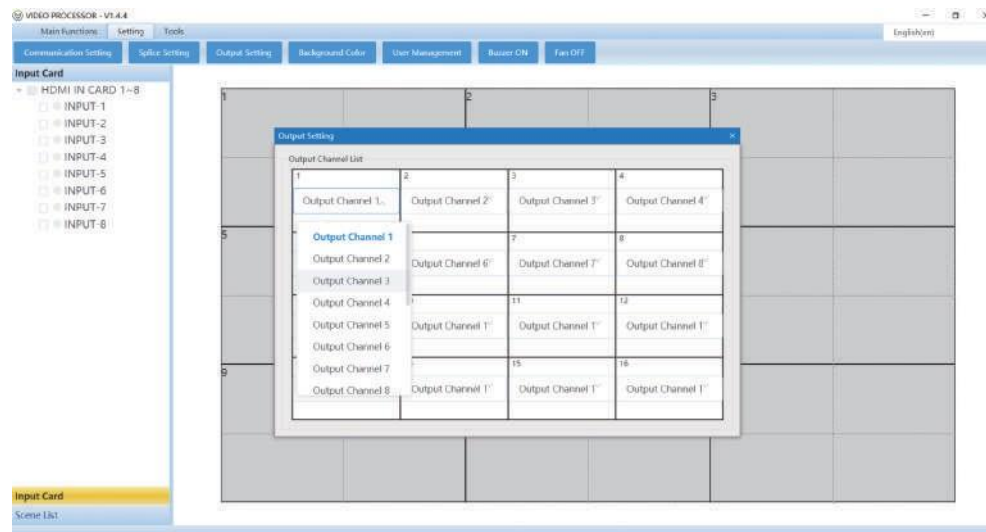 VIDEO PROCESSOR - V1.4.4
Main Functions Setting Tools
English(en)
Communication Setting Splice Setting Output Setting Background Color User Management Buzzer ON Fan OFF
Input Card
HDMI IN CARD 1~8
INPUT-1
INPUT-2
INPUT-3
INPUT-4
INPUT-5
INPUT-6
INPUT-7
INPUT-8
1 2 3
5
9
Output Setting
Output Channel List
1 2 3 4
Output Channel 1.. Output Channel 2 Output Channel 3 Output Channel 4
7 8
Output Channel 6 Output Channel 7 Output Channel 8
11 12
Output Channel 1 Output Channel 1 Output Channel 1
15 16
Output Channel 1 Output Channel 1 Output Channel 1
Output Channel 1
Output Channel 2
Output Channel 3
Output Channel 4
Output Channel 5
Output Channel 6
Output Channel 7
Output Channel 8
Input Card
Scene List